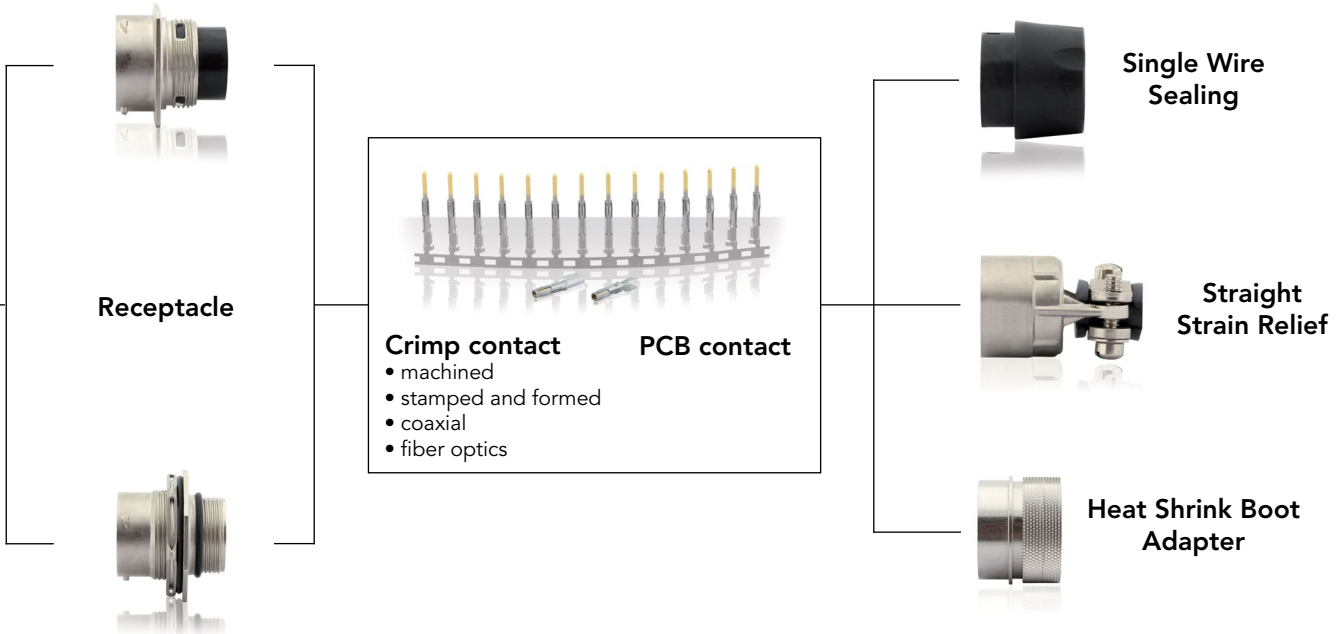 Receptacle
Crimp contact
• machined
• stamped and formed
• coaxial
• fiber optics
PCB contact
Single Wire
Sealing
Straight
Strain Relief
Heat Shrink Boot
Adapter